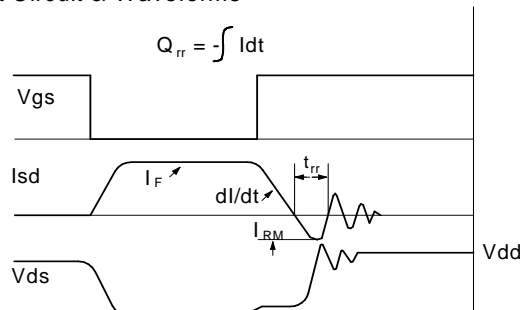 Circuit & Waveforms
Q rr = - ∫ Idt
Vgs
Isd
I F
dI/dt
t rr
I RM
Vds
Vdd